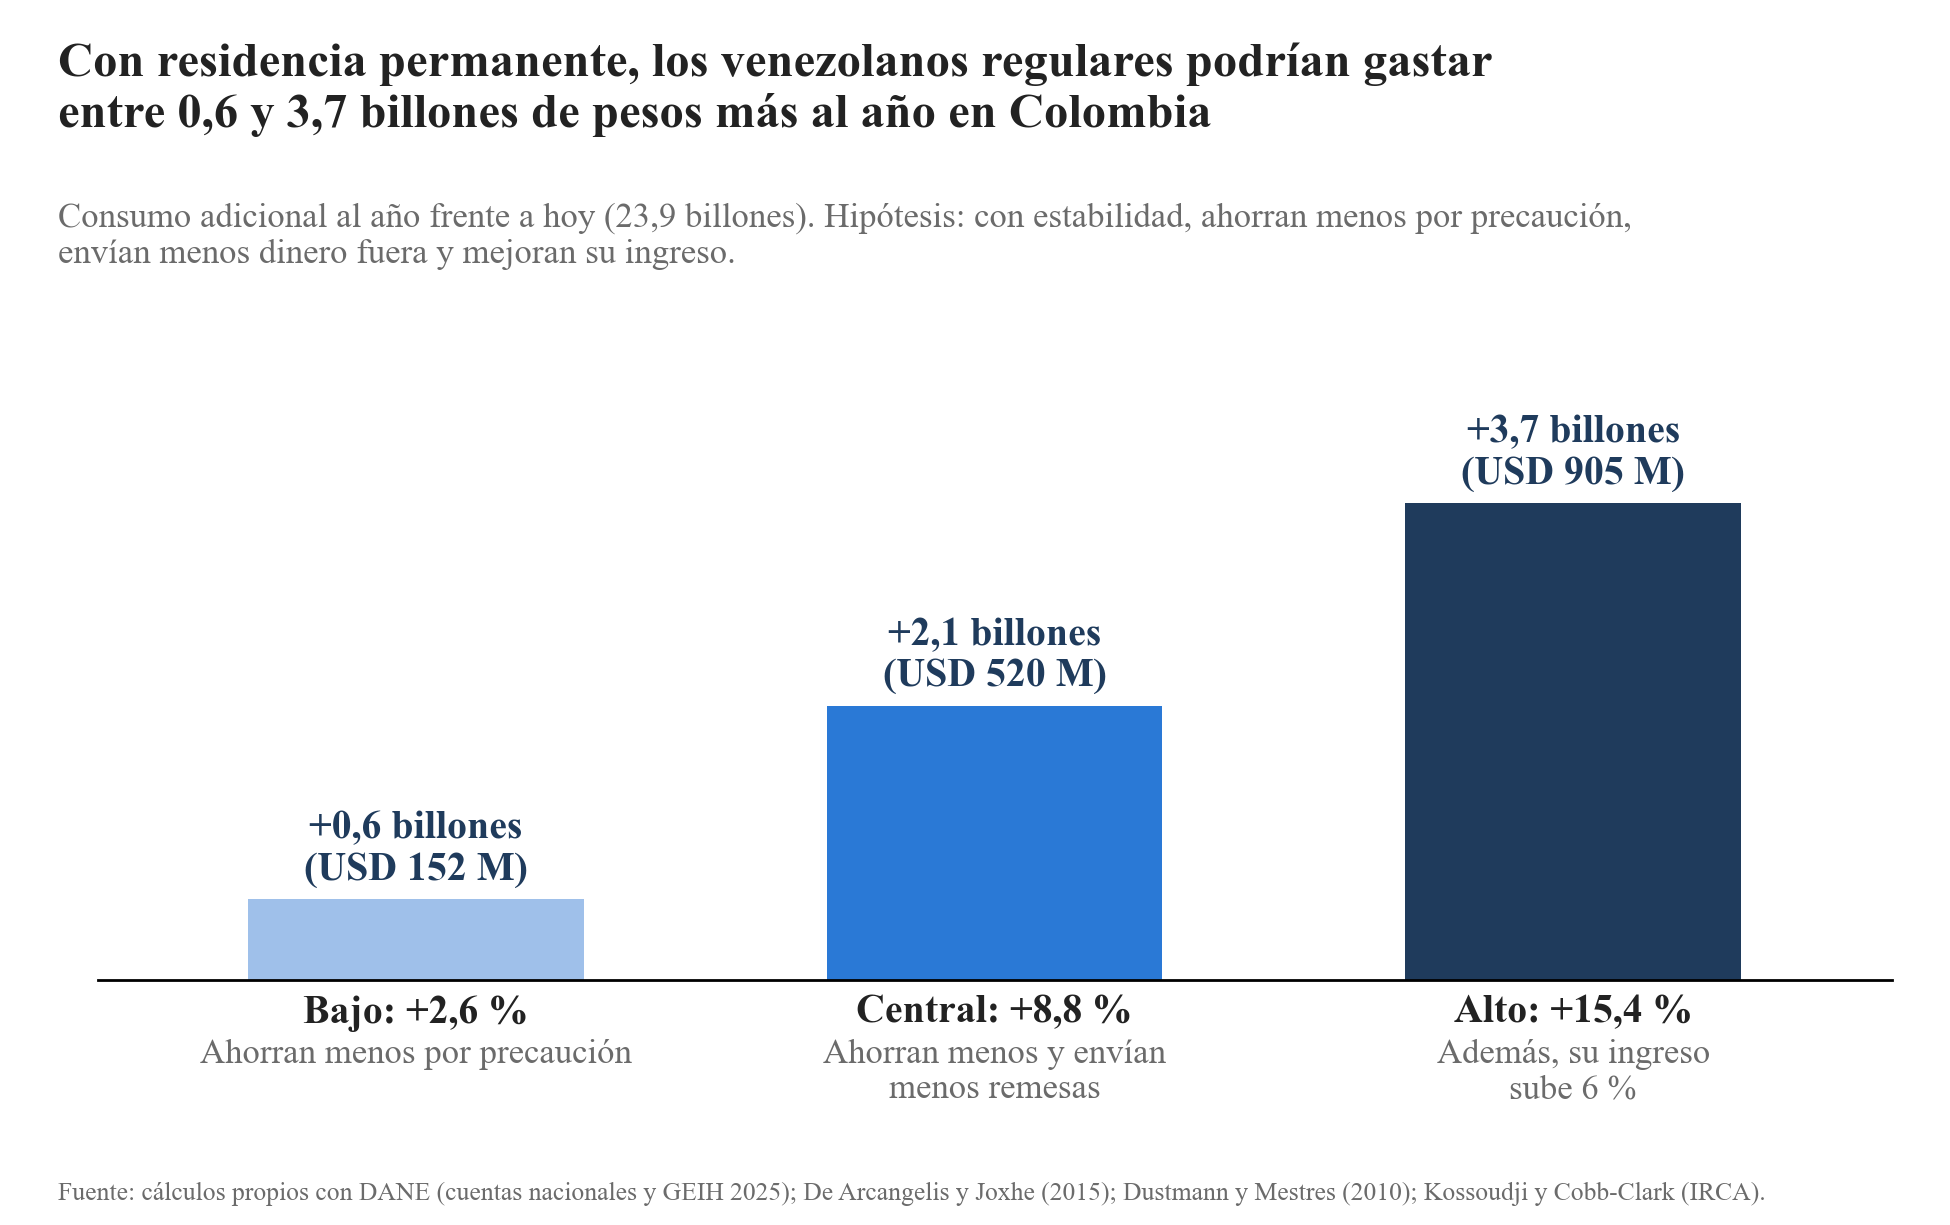 Con residencia permanente, los venezolanos regulares podrían gastar
entre 0,6 y 3,7 billones de pesos más al año en Colombia
Consumo adicional al año frente a hoy (23,9 billones). Hipótesis: con estabilidad, ahorran menos por precaución,
envían menos dinero fuera y mejoran su ingreso.
+0,6 billones
(USD 152 M)
+2,1 billones
(USD 520 M)
+3,7 billones
(USD 905 M)
Bajo: +2,6 %
Ahorran menos por precaución
Central: +8,8 %
Ahorran menos y envían
menos remesas
Alto: +15,4 %
Además, su ingreso
sube 6 %
Fuente: cálculos propios con DANE (cuentas nacionales y GEIH 2025); De Arcangelis y Joxhe (2015); Dustmann y Mestres (2010); Kossoudji y Cobb-Clark (IRCA).